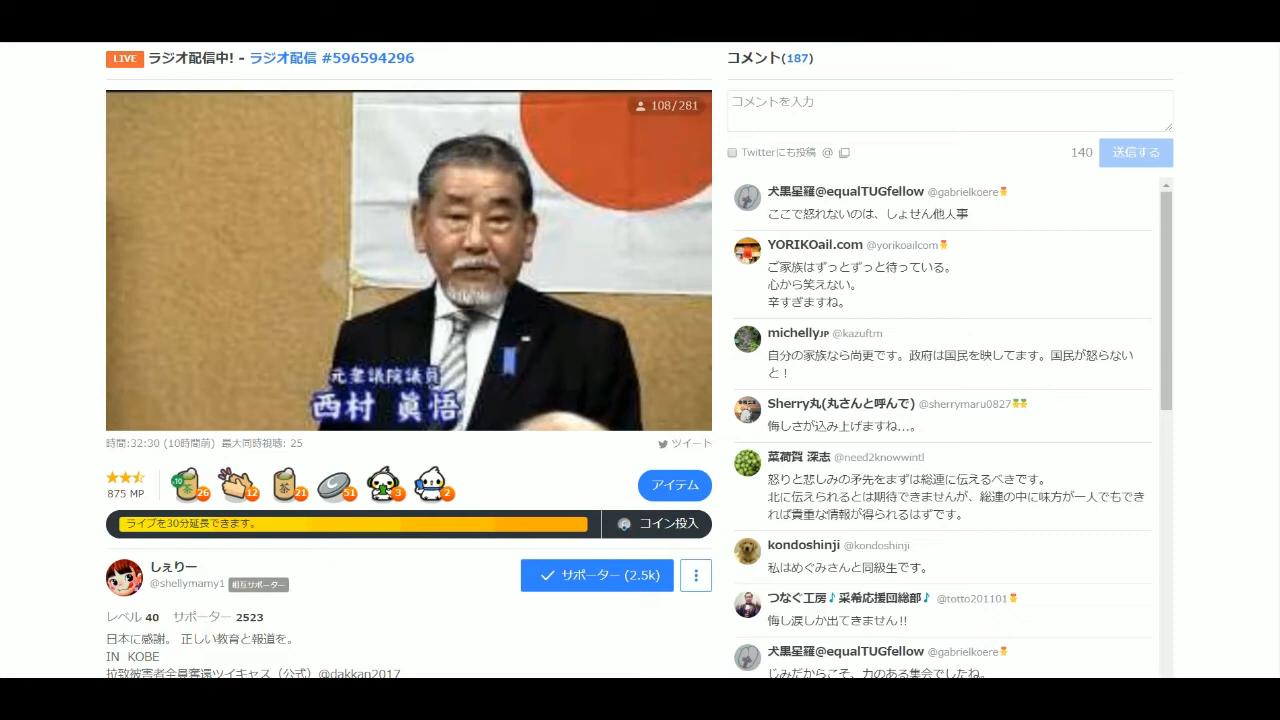 LIVE ラジオ配信中! - ラジオ配信 #596594296
108/281
元衆議院議員
西村 眞悟
時間:32:30 (10時間前) 最大同時視聴: 25
ツイート
875 MP
+10
茶
26
12
茶
21
51
3
2
アイテム
ライブを30分延長できます。
コイン投入
しぇりー
@shellymamy1 相互サポーター
サポーター (2.5k)
レベル 40 サポーター 2523
日本に感謝。 正しい教育と報道を。
IN KOBE
拉致被害者全員奪還ツイキャス（公式）@dakkan2017
コメント(187)
コメントを入力
Twitterにも投稿 @
140
送信する
犬黒星羅@equalTUGfellow @gabrielkoere
ここで怒れないのは、しょせん他人事
YORIKOail.com @yorikoailcom
ご家族はずっとずっと待っている。
心から笑えない。
辛すぎますね。
michellyJP @kazuftm
自分の家族なら尚更です。政府は国民を映してます。国民が怒らない
と！
Sherry丸(丸さんと呼んで) @sherrymaru0827
悔しさが込み上げますね...。
菜荷賀 深志 @need2knowwintl
怒りと悲しみの矛先をまずは総連に伝えるべきです。
北に伝えられるとは期待できませんが、総連の中に味方が一人でもでき
れば貴重な情報が得られるはずです。
kondoshinji @kondoshinji
私はめぐみさんと同級生です。
つなぐ工房♪采希応援団総部♪ @totto201101
悔し涙しか出てきません!!
犬黒星羅@equalTUGfellow @gabrielkoere
じみだからこそ、力のある集会でしたね。